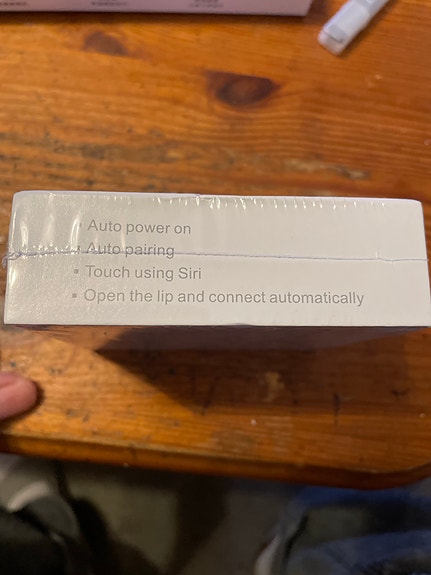 ▪ Auto power on
▪ Auto pairing
▪ Touch using Siri
▪ Open the lip and connect automatically